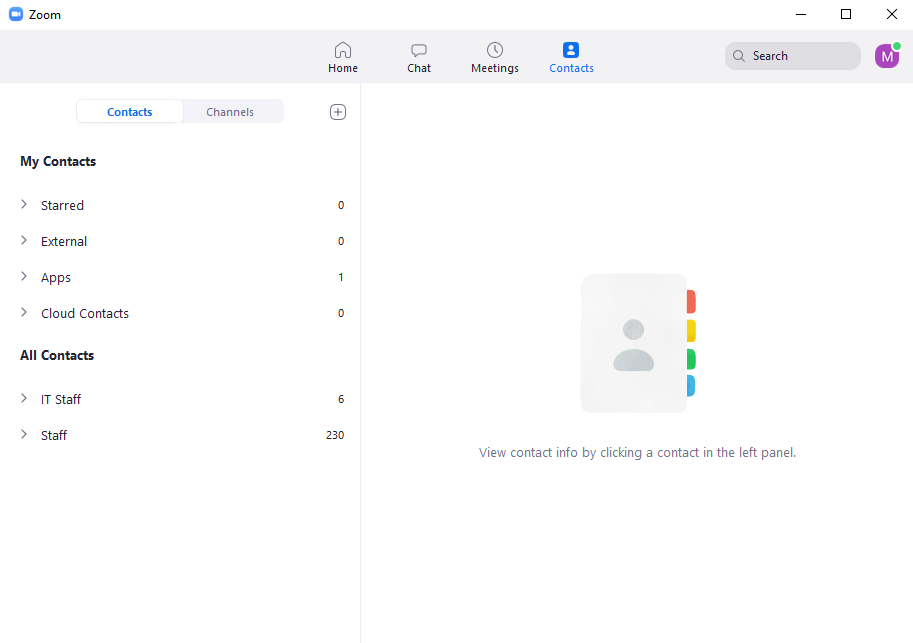 Zoom
Home
Chat
Meetings
Contacts
Search
M
Contacts
Channels
My Contacts
Starred 0
External 0
Apps 1
Cloud Contacts 0
All Contacts
IT Staff 6
Staff 230
View contact info by clicking a contact in the left panel.